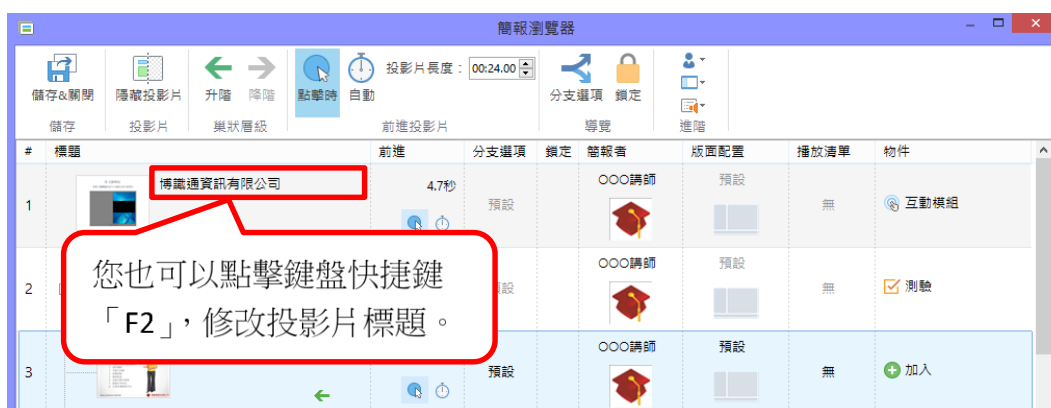 簡報瀏覽器
投影片長度： 00:24.00
儲存&關閉 隱藏投影片 升階 降階 點擊時 自動 分支選項 鎖定
儲存 投影片 巢狀層級 前進投影片 導覽 進階
# 標題 前進 分支選項 鎖定 簡報者 版面配置 播放清單 物件
1 博識通資訊有限公司 4.7秒 預設 OOO講師 預設 無 互動模組
您也可以點擊鍵盤快捷鍵
「F2」，修改投影片標題。
2 OOO講師 預設 無 測驗
3 預設 OOO講師 預設 無 加入